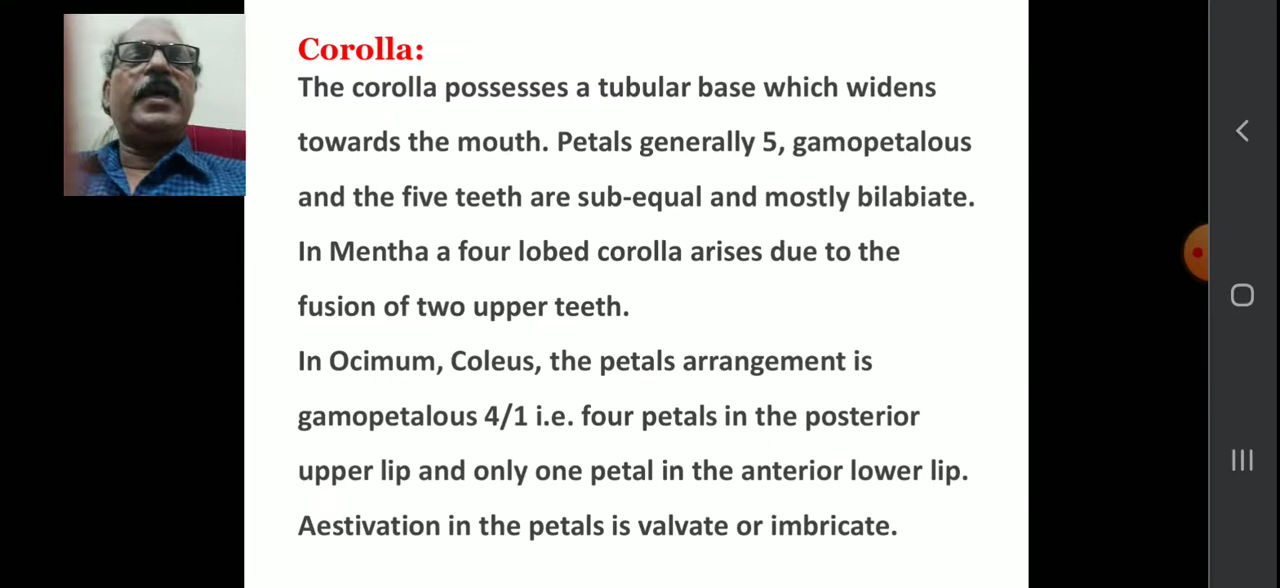 Corolla:
The corolla possesses a tubular base which widens
towards the mouth. Petals generally 5, gamopetalous
and the five teeth are sub-equal and mostly bilabiate.
In Mentha a four lobed corolla arises due to the
fusion of two upper teeth.
In Ocimum, Coleus, the petals arrangement is
gamopetalous 4/1 i.e. four petals in the posterior
upper lip and only one petal in the anterior lower lip.
Aestivation in the petals is valvate or imbricate.